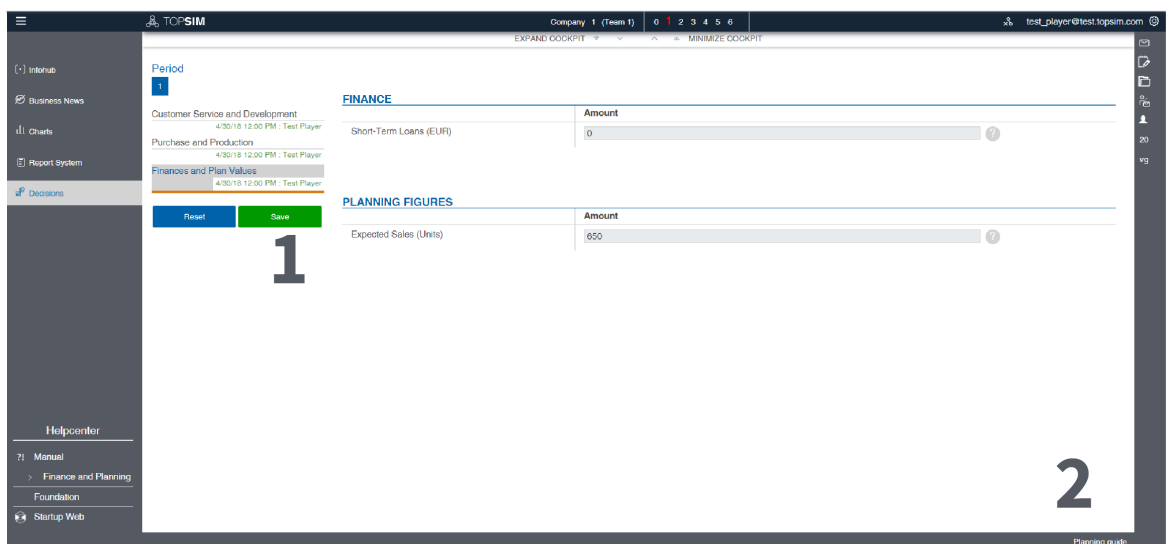 TOPSIM
Company 1 (Team 1) 0 1 2 3 4 5 6
test_player@test.topsim.com
EXPAND COCKPIT MINIMIZE COCKPIT
Infohub
Business News
Charts
Report System
Decisions
Period
1
Customer Service and Development
4/30/18 12:00 PM : Test Player
Purchase and Production
4/30/18 12:00 PM : Test Player
Finances and Plan Values
4/30/18 12:00 PM : Test Player
Reset Save
1
FINANCE
Amount
Short-Term Loans (EUR) 0 ?
PLANNING FIGURES
Amount
Expected Sales (Units) 650 ?
20
vg
Helpcenter
?! Manual
> Finance and Planning
Foundation
Startup Web
2
Planning guide